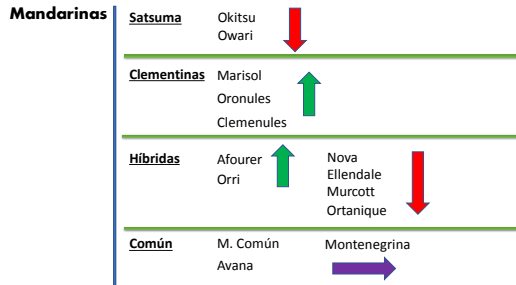 Mandarinas
Satsuma Okitsu
Owari
Clementinas Marisol
Oronules
Clemenules
Híbridas Afourer Nova
Orri Ellendale
Murcott
Ortanique
Común M. Común Montenegrina
Avana